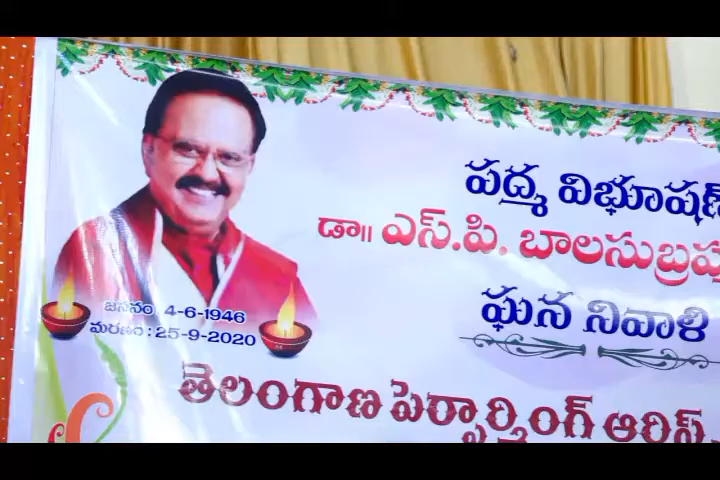 పద్మ విభూషణ్
డా॥ ఎస్.పి. బాలసుబ్రహ్మ
ఘన నివాళి
జననం 4-6-1946
మరణం : 25-9-2020
తెలంగాణ పెర్ఫార్మింగ్ ఆర్టిస్ట్